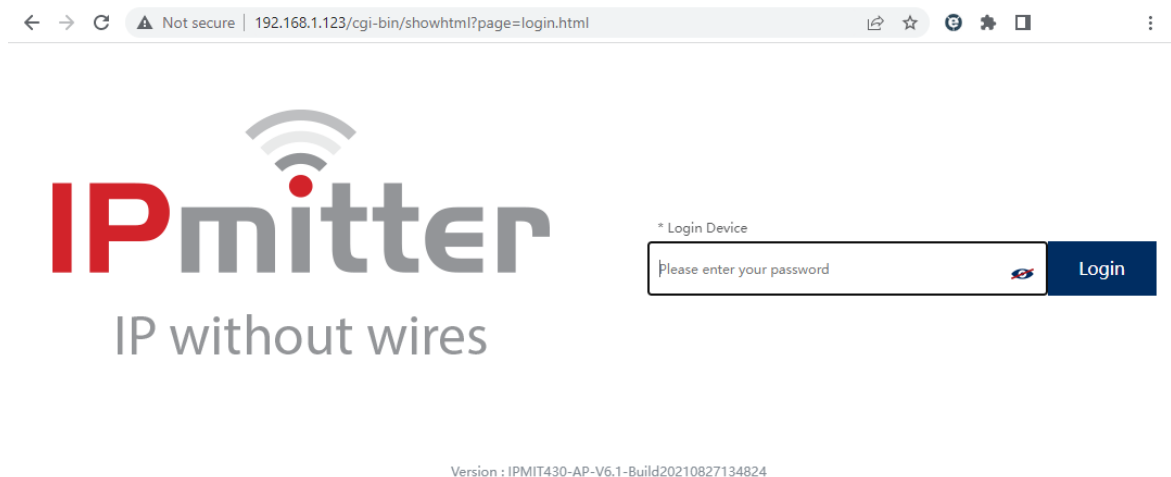 Not secure | 192.168.1.123/cgi-bin/showhtml?page=login.html
IPmitter
IP without wires
* Login Device
Please enter your password
Login
Version : IPMIT430-AP-V6.1-Build20210827134824